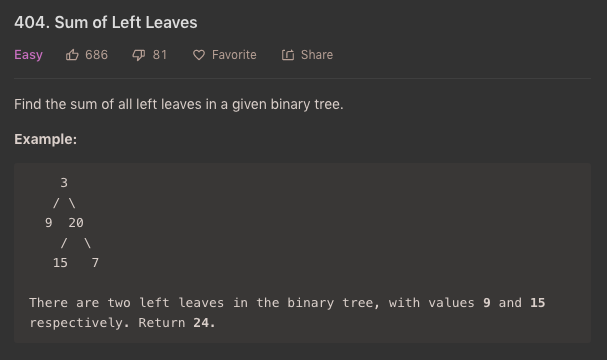 404. Sum of Left Leaves
Easy 686 81 Favorite Share
Find the sum of all left leaves in a given binary tree.
Example:
3
/ \
9 20
/ \
15 7
There are two left leaves in the binary tree, with values 9 and 15
respectively. Return 24.